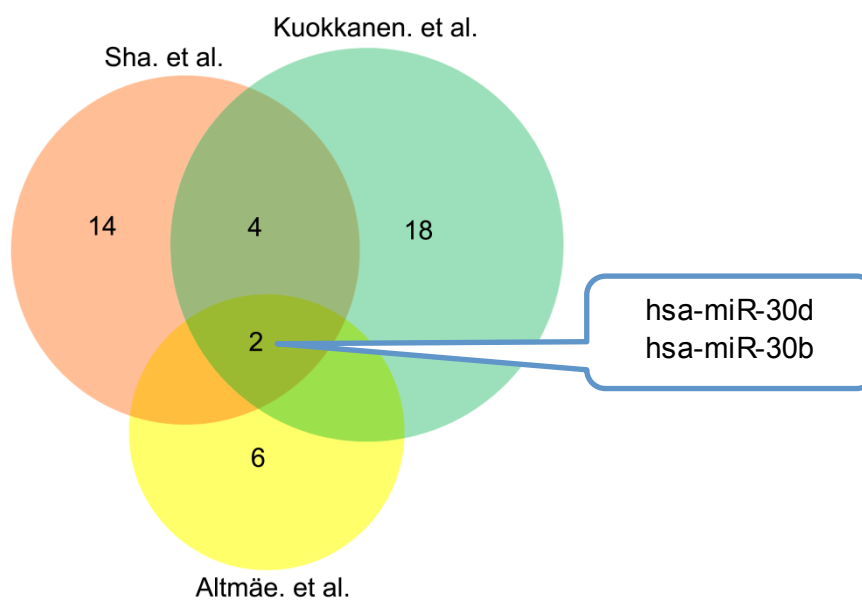 Kuokkanen. et al.
Sha. et al.
14
4
18
hsa-miR-30d
hsa-miR-30b
2
6
Altmäe. et al.